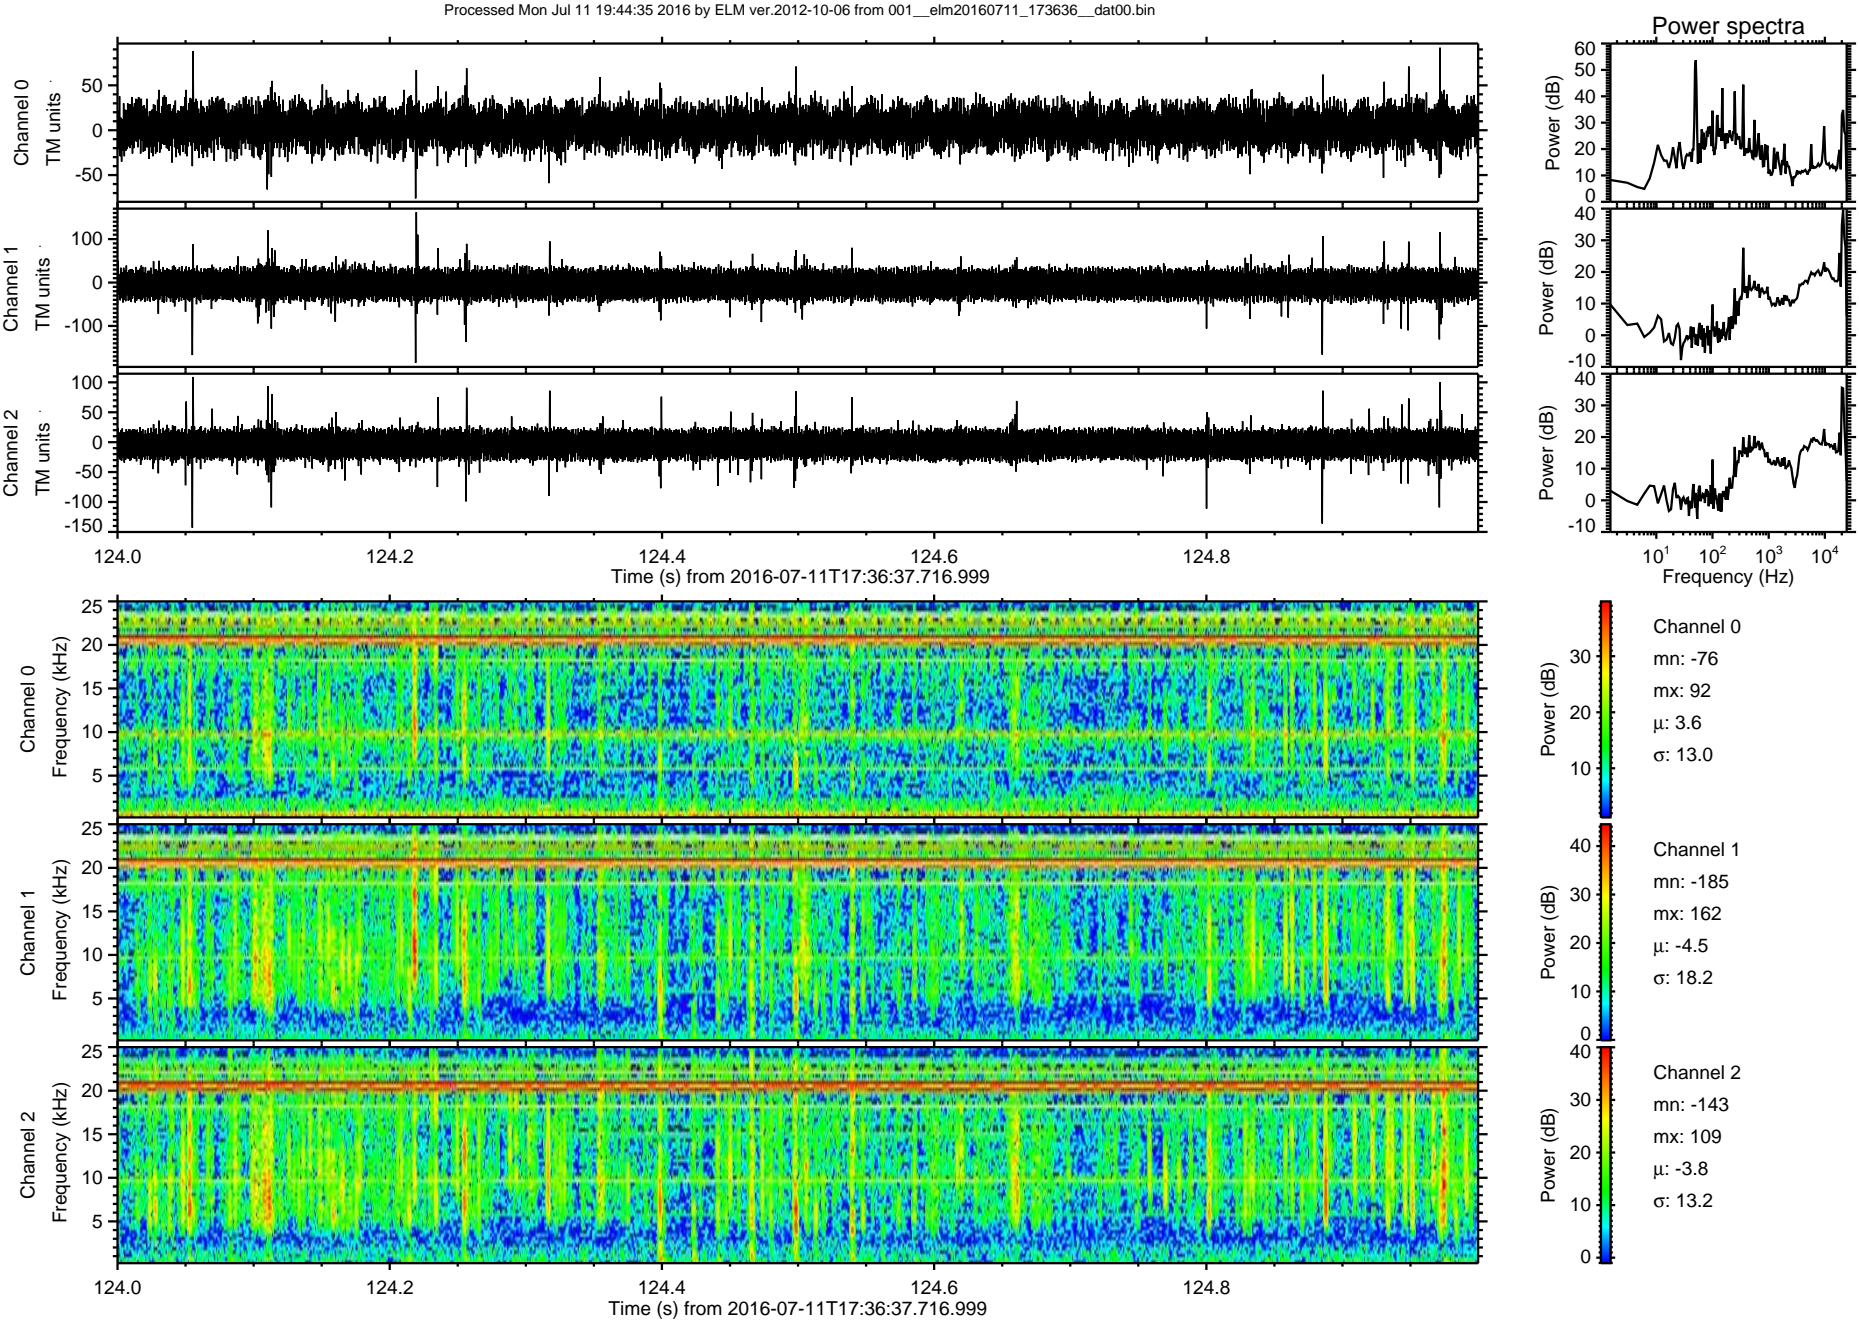 Processed Mon Jul 11 19:44:35 2016 by ELM ver.2012-10-06 from 001__elm20160711_173636__dat00.bin
Power spectra
Channel 0
TM units
50
0
-50
Power (dB)
60
50
40
30
20
10
0
Channel 1
TM units
100
0
-100
Power (dB)
40
30
20
10
0
-10
Channel 2
TM units
100
50
0
-50
-100
-150
Power (dB)
40
30
20
10
0
-10
124.0 124.2 124.4 124.6 124.8
Time (s) from 2016-07-11T17:36:37.716.999
10^1 10^2 10^3 10^4
Frequency (Hz)
Channel 0
Frequency (kHz)
25
20
15
10
5
Power (dB)
30
20
10
Channel 0
mn: -76
mx: 92
μ: 3.6
σ: 13.0
Channel 1
Frequency (kHz)
25
20
15
10
5
Power (dB)
40
30
20
10
0
Channel 1
mn: -185
mx: 162
μ: -4.5
σ: 18.2
Channel 2
Frequency (kHz)
25
20
15
10
5
Power (dB)
40
30
20
10
0
Channel 2
mn: -143
mx: 109
μ: -3.8
σ: 13.2
124.0 124.2 124.4 124.6 124.8
Time (s) from 2016-07-11T17:36:37.716.999